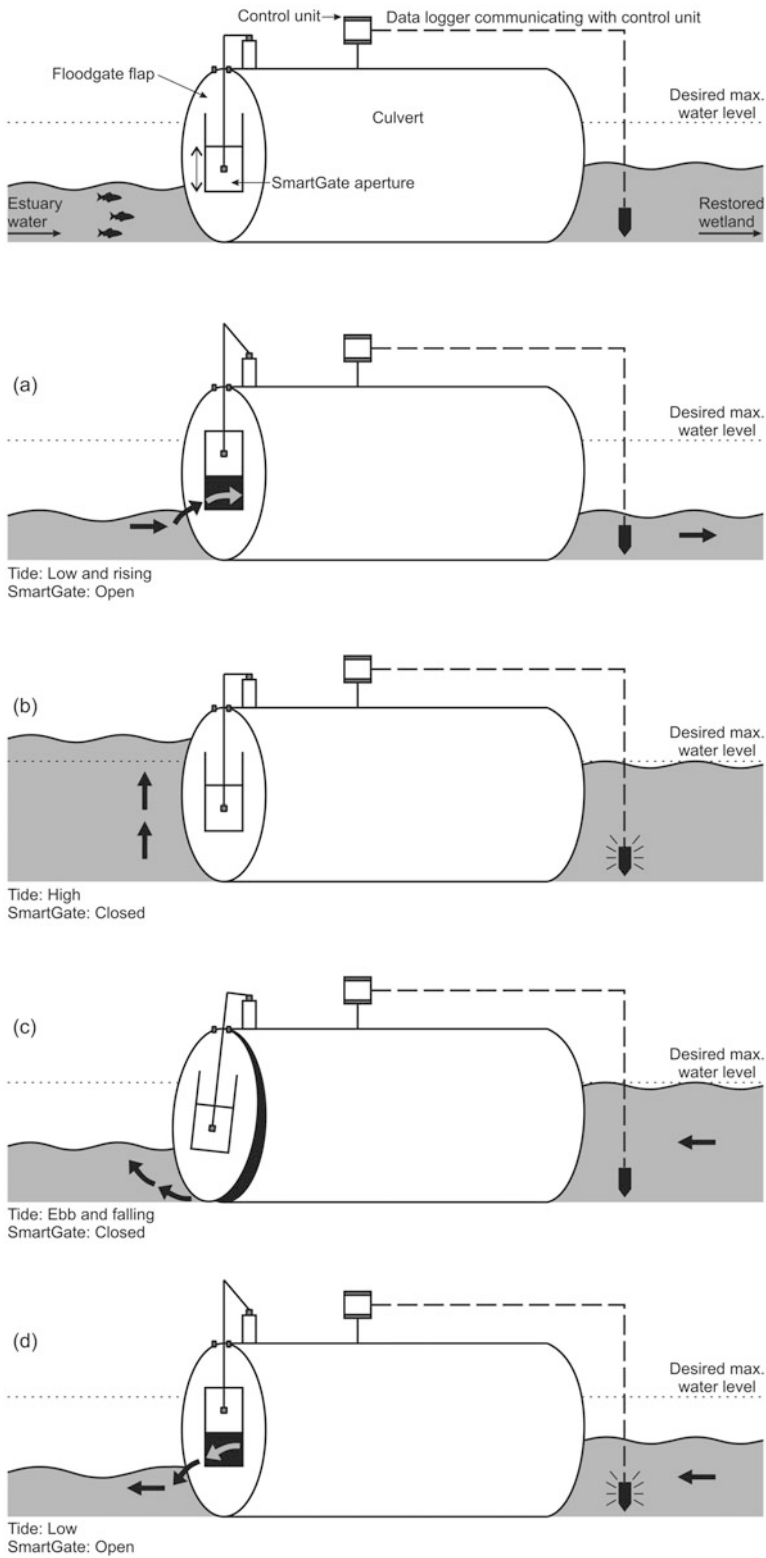 Control unit
Data logger communicating with control unit
Floodgate flap
Culvert
Desired max.
water level
SmartGate aperture
Estuary
water
Restored
wetland
(a)
Desired max.
water level
Tide: Low and rising
SmartGate: Open
(b)
Desired max.
water level
Tide: High
SmartGate: Closed
(c)
Desired max.
water level
Tide: Ebb and falling
SmartGate: Closed
(d)
Desired max.
water level
Tide: Low
SmartGate: Open